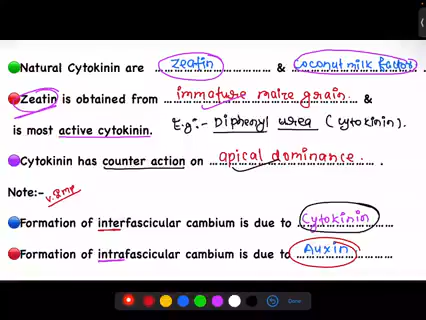 Natural Cytokinin are ...zeatin............ & coconut milk factor
Zeatin is obtained from ...immature maize grain... &
is most active cytokinin. E.g:- Diphenyl urea (cytokinin).
Cytokinin has counter action on ...apical dominance... .
Note:- v.imp
Formation of interfascicular cambium is due to ...Cytokinin...
Formation of intrafascicular cambium is due to ...Auxin...
Done